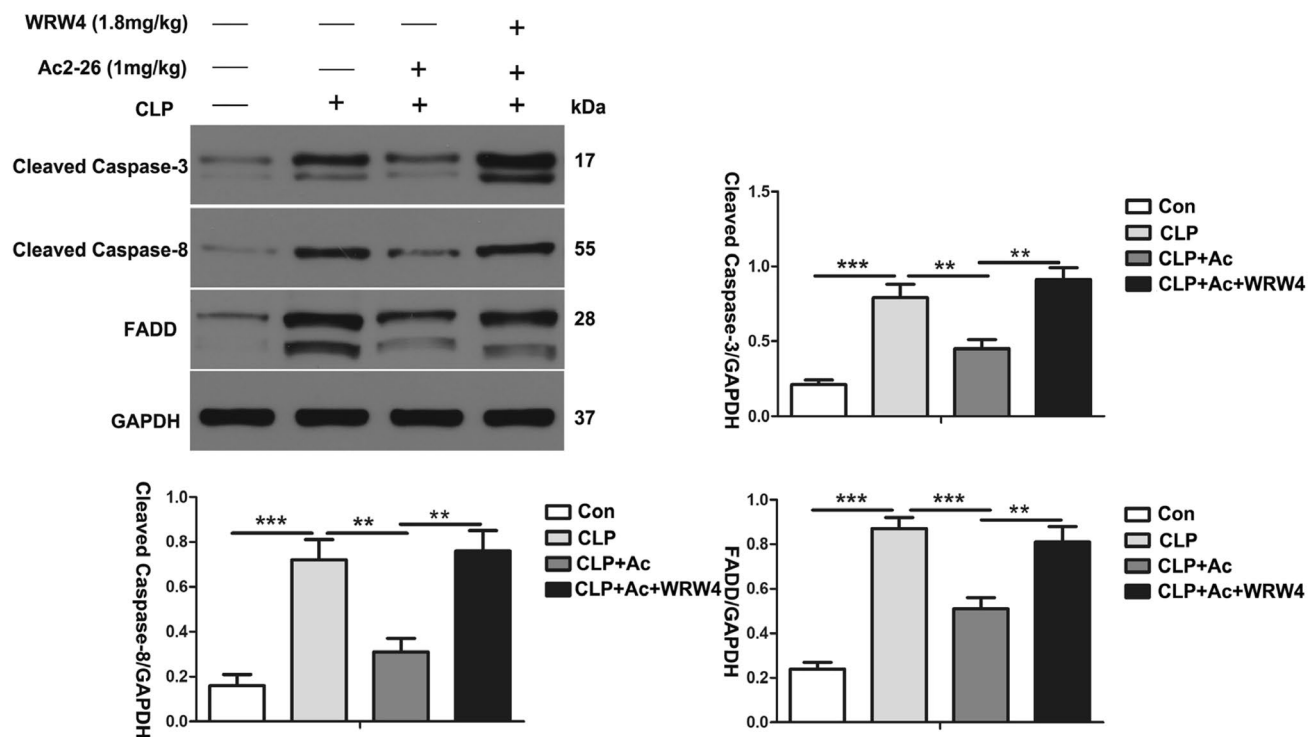 WRW4 (1.8mg/kg) — — — +
Ac2-26 (1mg/kg) — — + +
CLP — + + + kDa
Cleaved Caspase-3 17
Cleaved Caspase-8 55
FADD 28
GAPDH 37
Cleaved Caspase-3/GAPDH
1.5
1.0
0.5
0.0
*** ** **
Con
CLP
CLP+Ac
CLP+Ac+WRW4
Cleaved Caspase-8/GAPDH
1.0
0.8
0.6
0.4
0.2
0.0
*** ** **
Con
CLP
CLP+Ac
CLP+Ac+WRW4
FADD/GAPDH
1.0
0.8
0.6
0.4
0.2
0.0
*** *** **
Con
CLP
CLP+Ac
CLP+Ac+WRW4